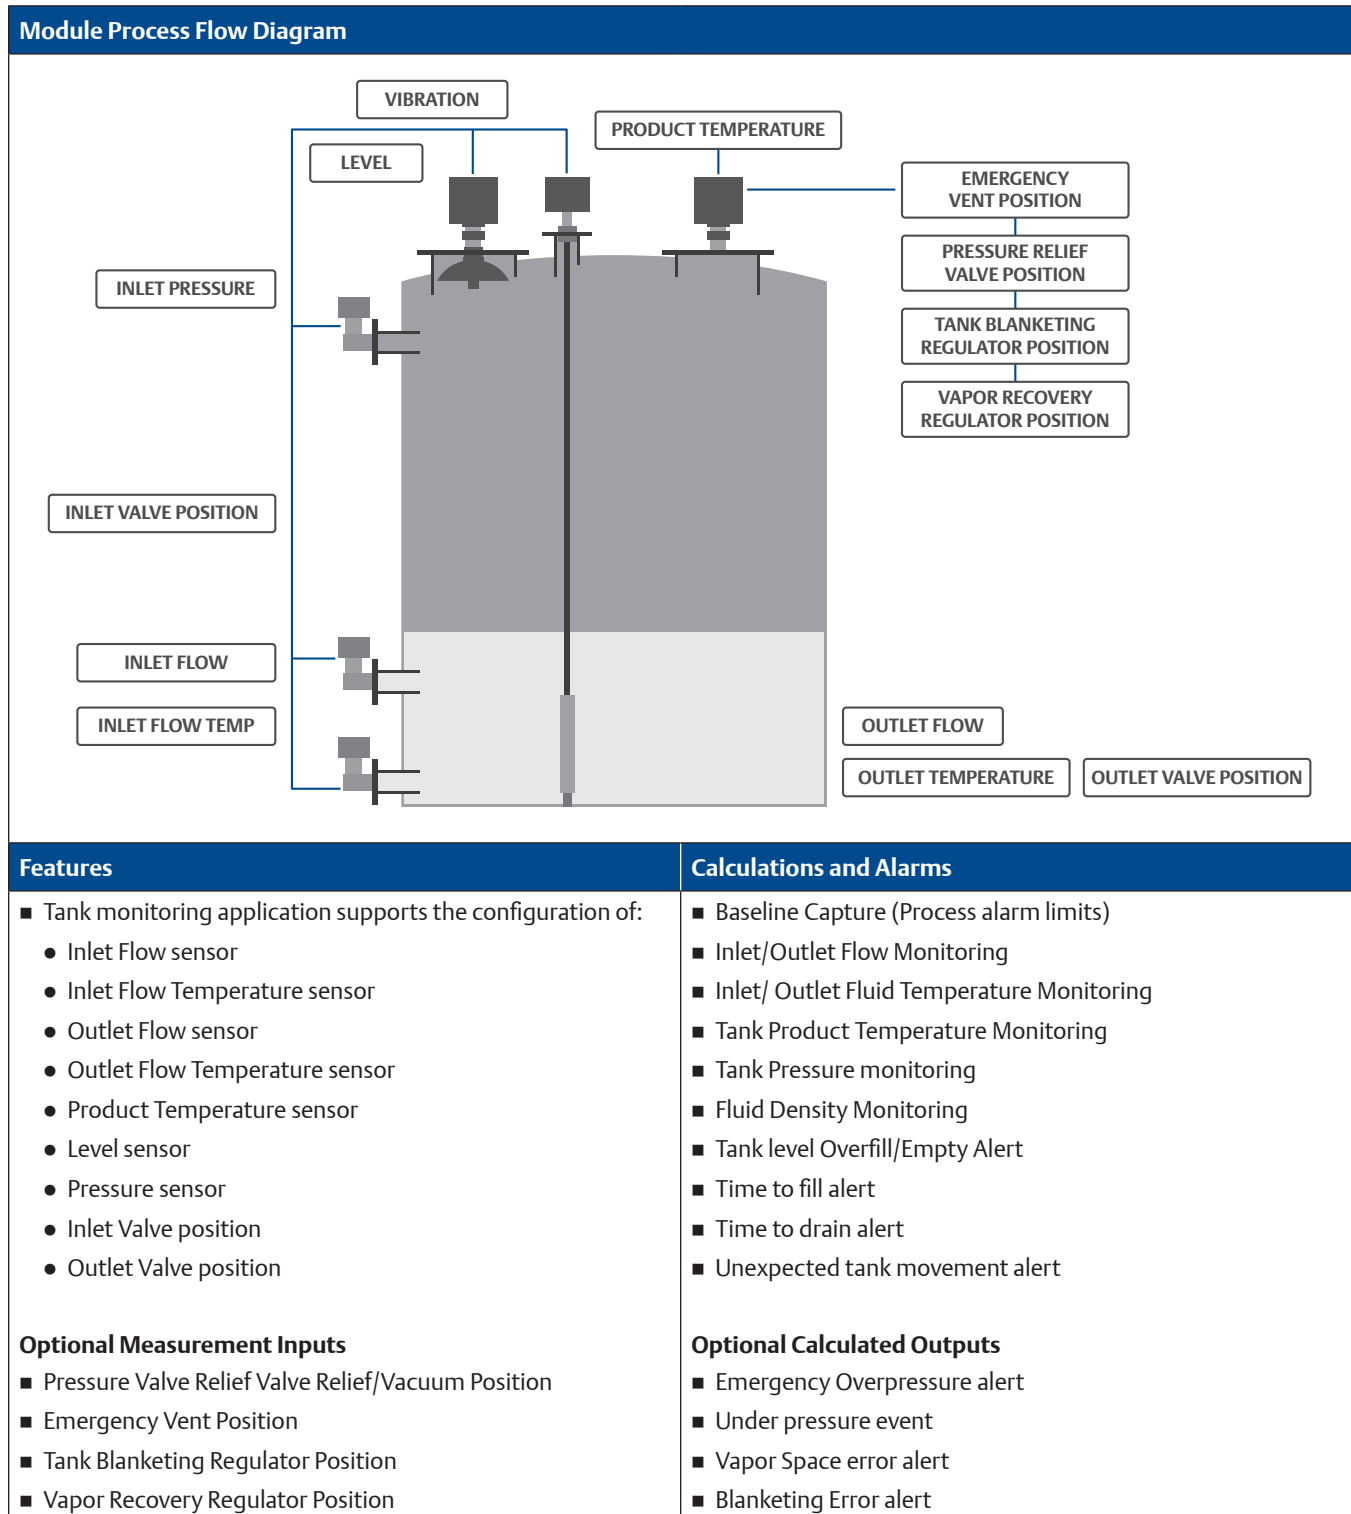 Module Process Flow Diagram
VIBRATION
PRODUCT TEMPERATURE
LEVEL
EMERGENCY
VENT POSITION
PRESSURE RELIEF
VALVE POSITION
INLET PRESSURE
TANK BLANKETING
REGULATOR POSITION
VAPOR RECOVERY
REGULATOR POSITION
INLET VALVE POSITION
INLET FLOW
INLET FLOW TEMP
OUTLET FLOW
OUTLET TEMPERATURE
OUTLET VALVE POSITION
Features
■ Tank monitoring application supports the configuration of:
● Inlet Flow sensor
● Inlet Flow Temperature sensor
● Outlet Flow sensor
● Outlet Flow Temperature sensor
● Product Temperature sensor
● Level sensor
● Pressure sensor
● Inlet Valve position
● Outlet Valve position
Optional Measurement Inputs
■ Pressure Valve Relief Valve Relief/Vacuum Position
■ Emergency Vent Position
■ Tank Blanketing Regulator Position
■ Vapor Recovery Regulator Position
Calculations and Alarms
■ Baseline Capture (Process alarm limits)
■ Inlet/Outlet Flow Monitoring
■ Inlet/ Outlet Fluid Temperature Monitoring
■ Tank Product Temperature Monitoring
■ Tank Pressure monitoring
■ Fluid Density Monitoring
■ Tank level Overfill/Empty Alert
■ Time to fill alert
■ Time to drain alert
■ Unexpected tank movement alert
Optional Calculated Outputs
■ Emergency Overpressure alert
■ Under pressure event
■ Vapor Space error alert
■ Blanketing Error alert